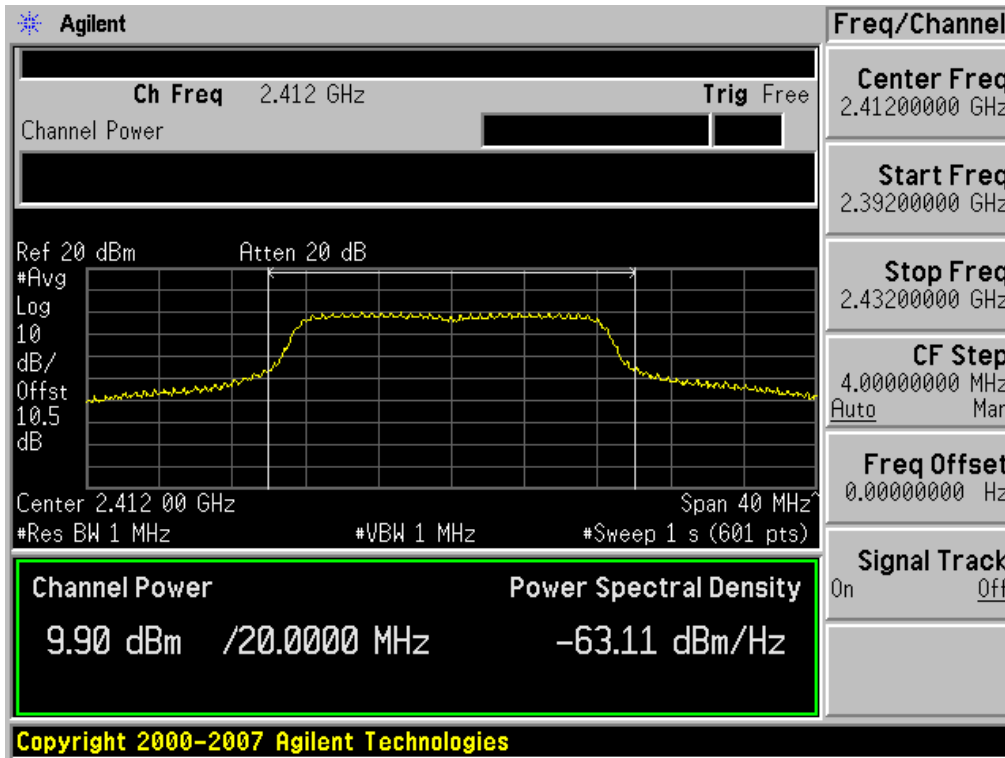 Agilent
Freq/Channel
Ch Freq 2.412 GHz Trig Free
Channel Power
Center Freq
2.41200000 GHz
Start Freq
2.39200000 GHz
Ref 20 dBm Atten 20 dB
#Avg
Log
10
dB/
Offst
10.5
dB
Stop Freq
2.43200000 GHz
CF Step
4.00000000 MHz
Auto Man
Freq Offset
0.00000000 Hz
Center 2.412 00 GHz Span 40 MHz^
#Res BW 1 MHz #VBW 1 MHz #Sweep 1 s (601 pts)
Signal Track
On Off
Channel Power Power Spectral Density
9.90 dBm /20.0000 MHz -63.11 dBm/Hz
Copyright 2000-2007 Agilent Technologies